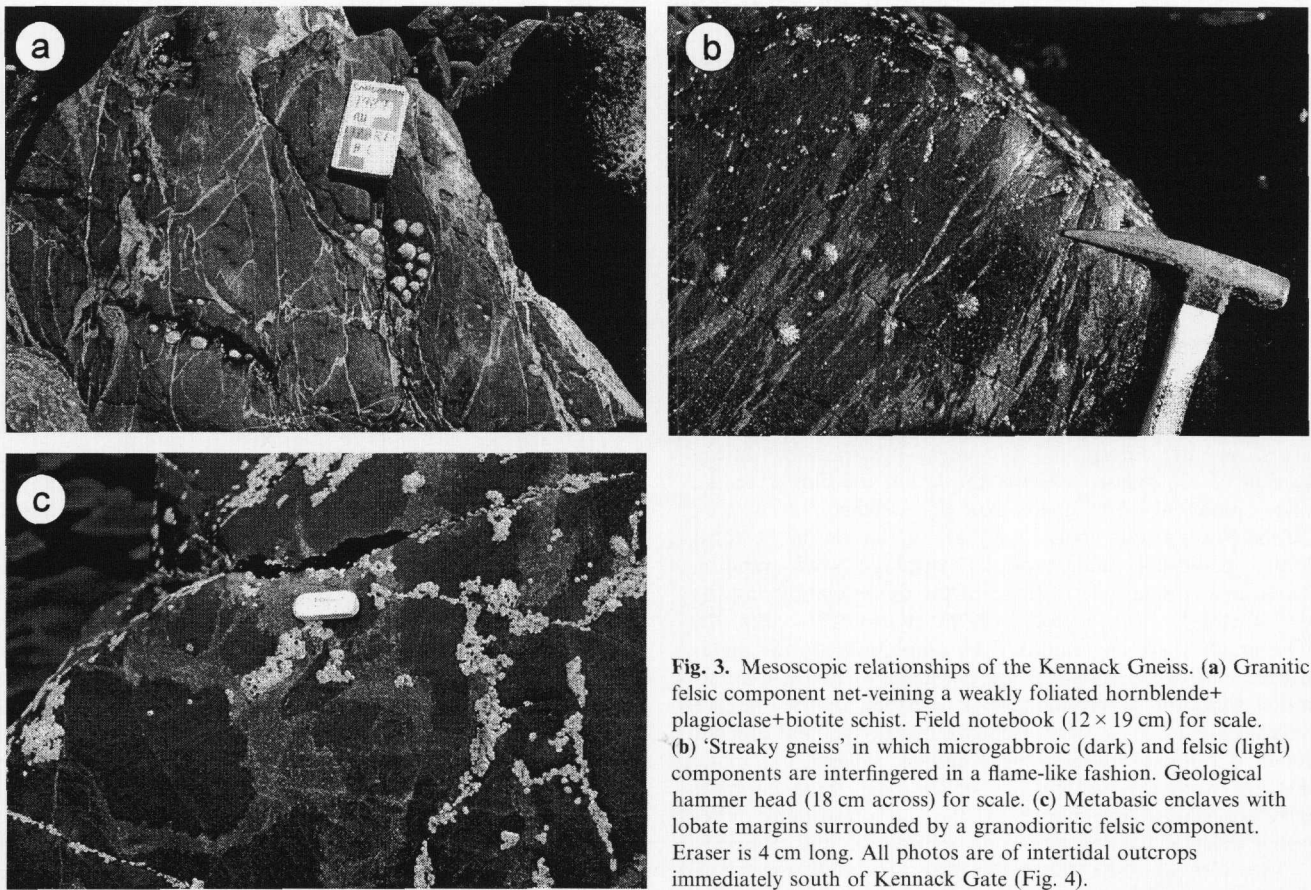 a
b
c
Fig. 3. Mesoscopic relationships of the Kennack Gneiss. (a) Granitic
felsic component net-veining a weakly foliated hornblende+
plagioclase+biotite schist. Field notebook (12 × 19 cm) for scale.
(b) ‘Streaky gneiss’ in which microgabbroic (dark) and felsic (light)
components are interfingered in a flame-like fashion. Geological
hammer head (18 cm across) for scale. (c) Metabasic enclaves with
lobate margins surrounded by a granodioritic felsic component.
Eraser is 4 cm long. All photos are of intertidal outcrops
immediately south of Kennack Gate (Fig. 4).